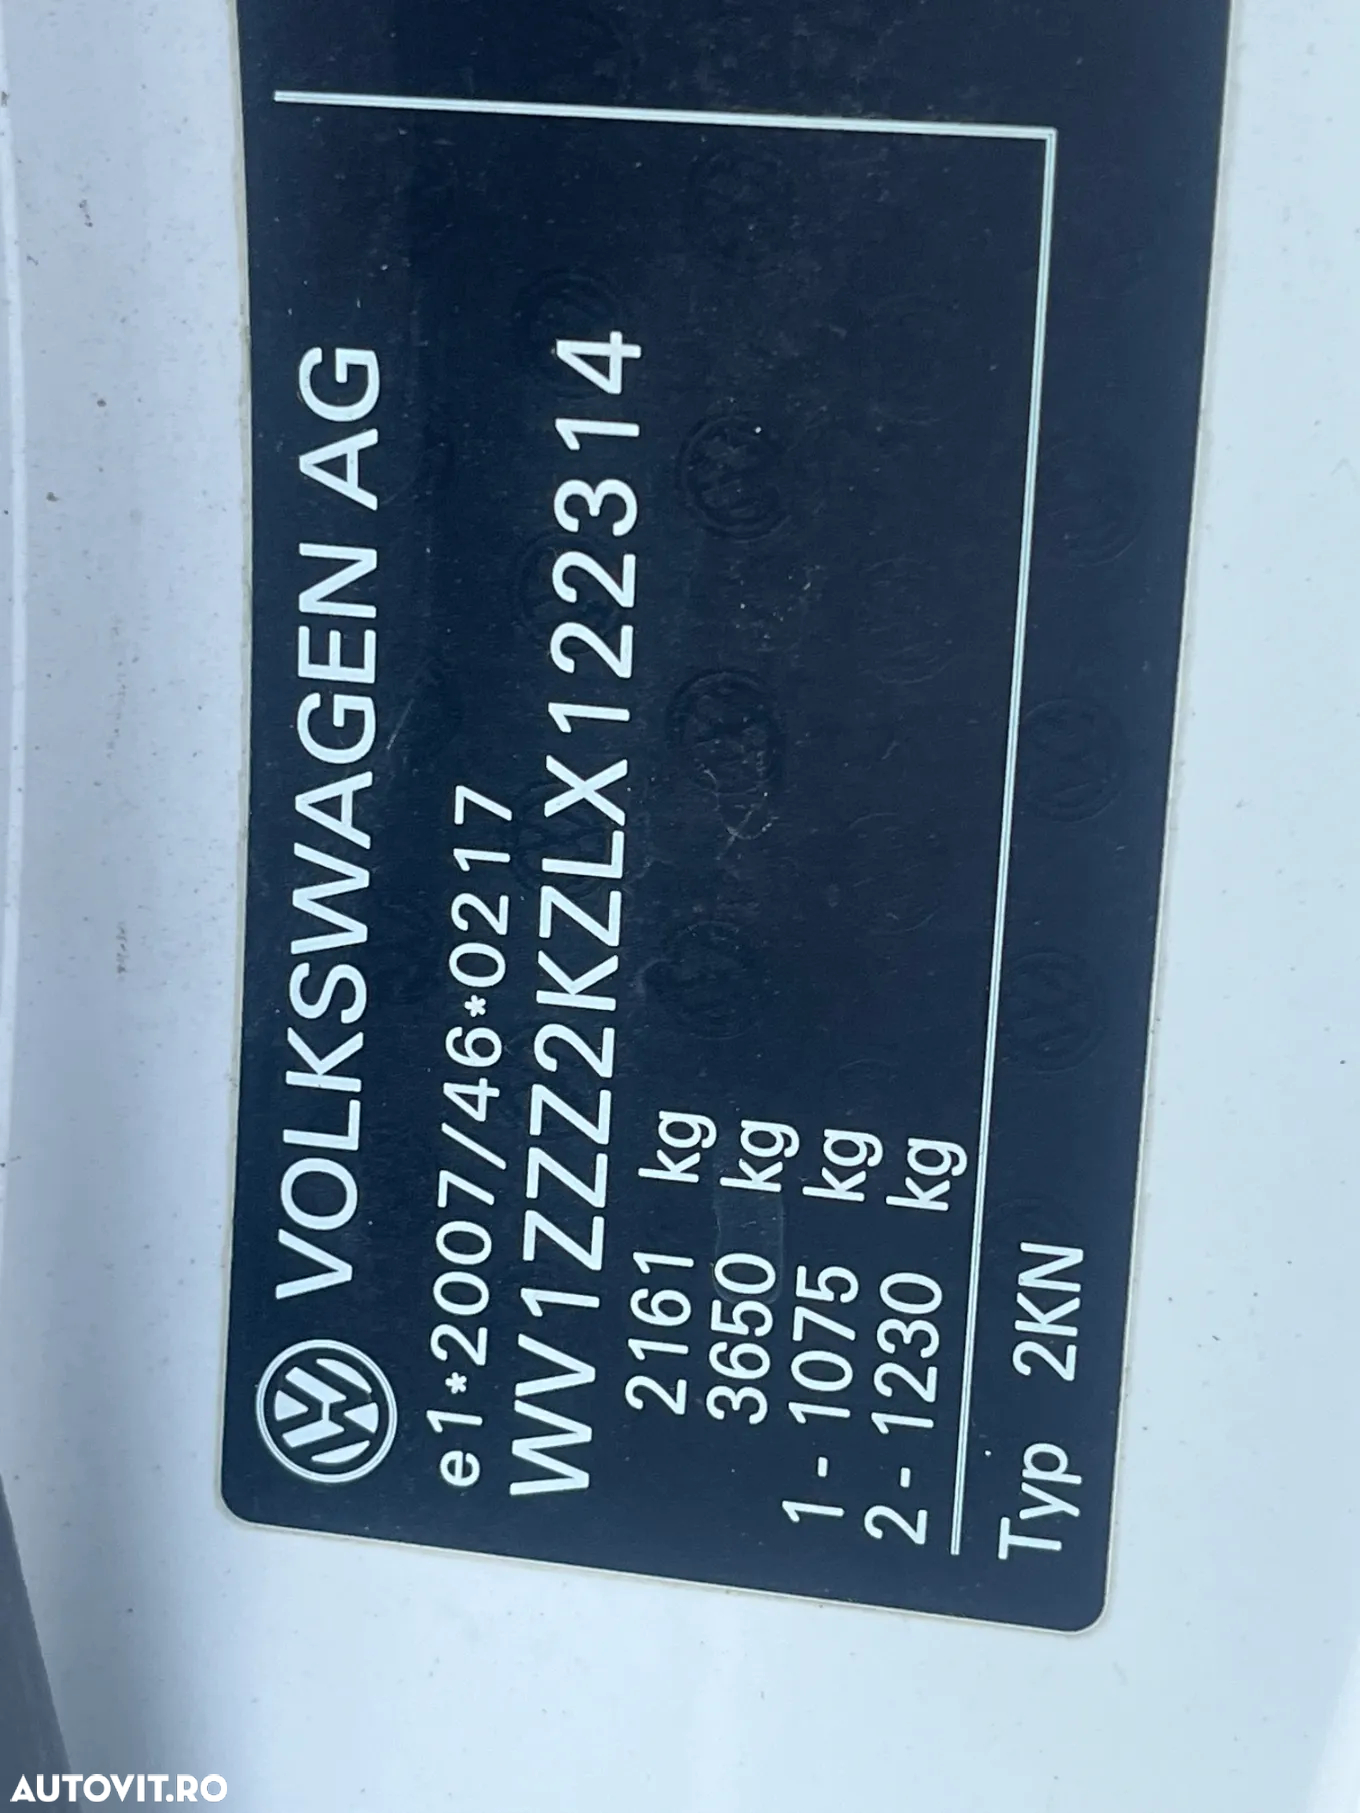 VOLKSWAGEN AG
e1*2007/46*0217
WV1ZZZ2KZLX122314
2161 kg
3650 kg
1- 1075 kg
2- 1230 kg
Typ 2KN
AUTOVIT.RO